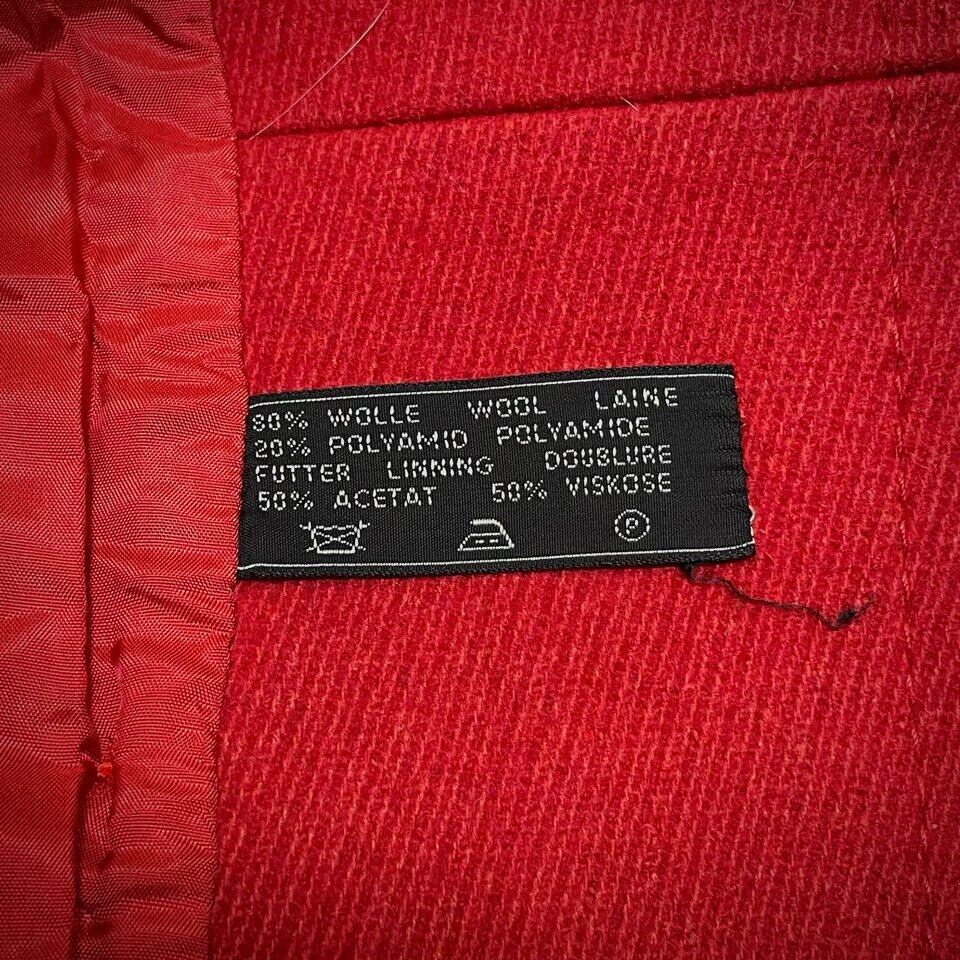 80% WOLLE WOOL LAINE
20% POLYAMID POLYAMIDE
FUTTER LINNING DOUBLURE
50% ACETAT 50% VISKOSE
P